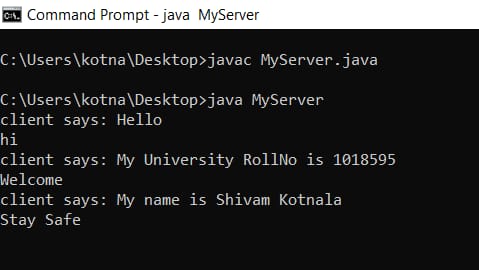 Command Prompt - java  MyServer
C:\Users\kotna\Desktop>javac MyServer.java
C:\Users\kotna\Desktop>java MyServer
client says: Hello
hi
client says: My University RollNo is 1018595
Welcome
client says: My name is Shivam Kotnala
Stay Safe